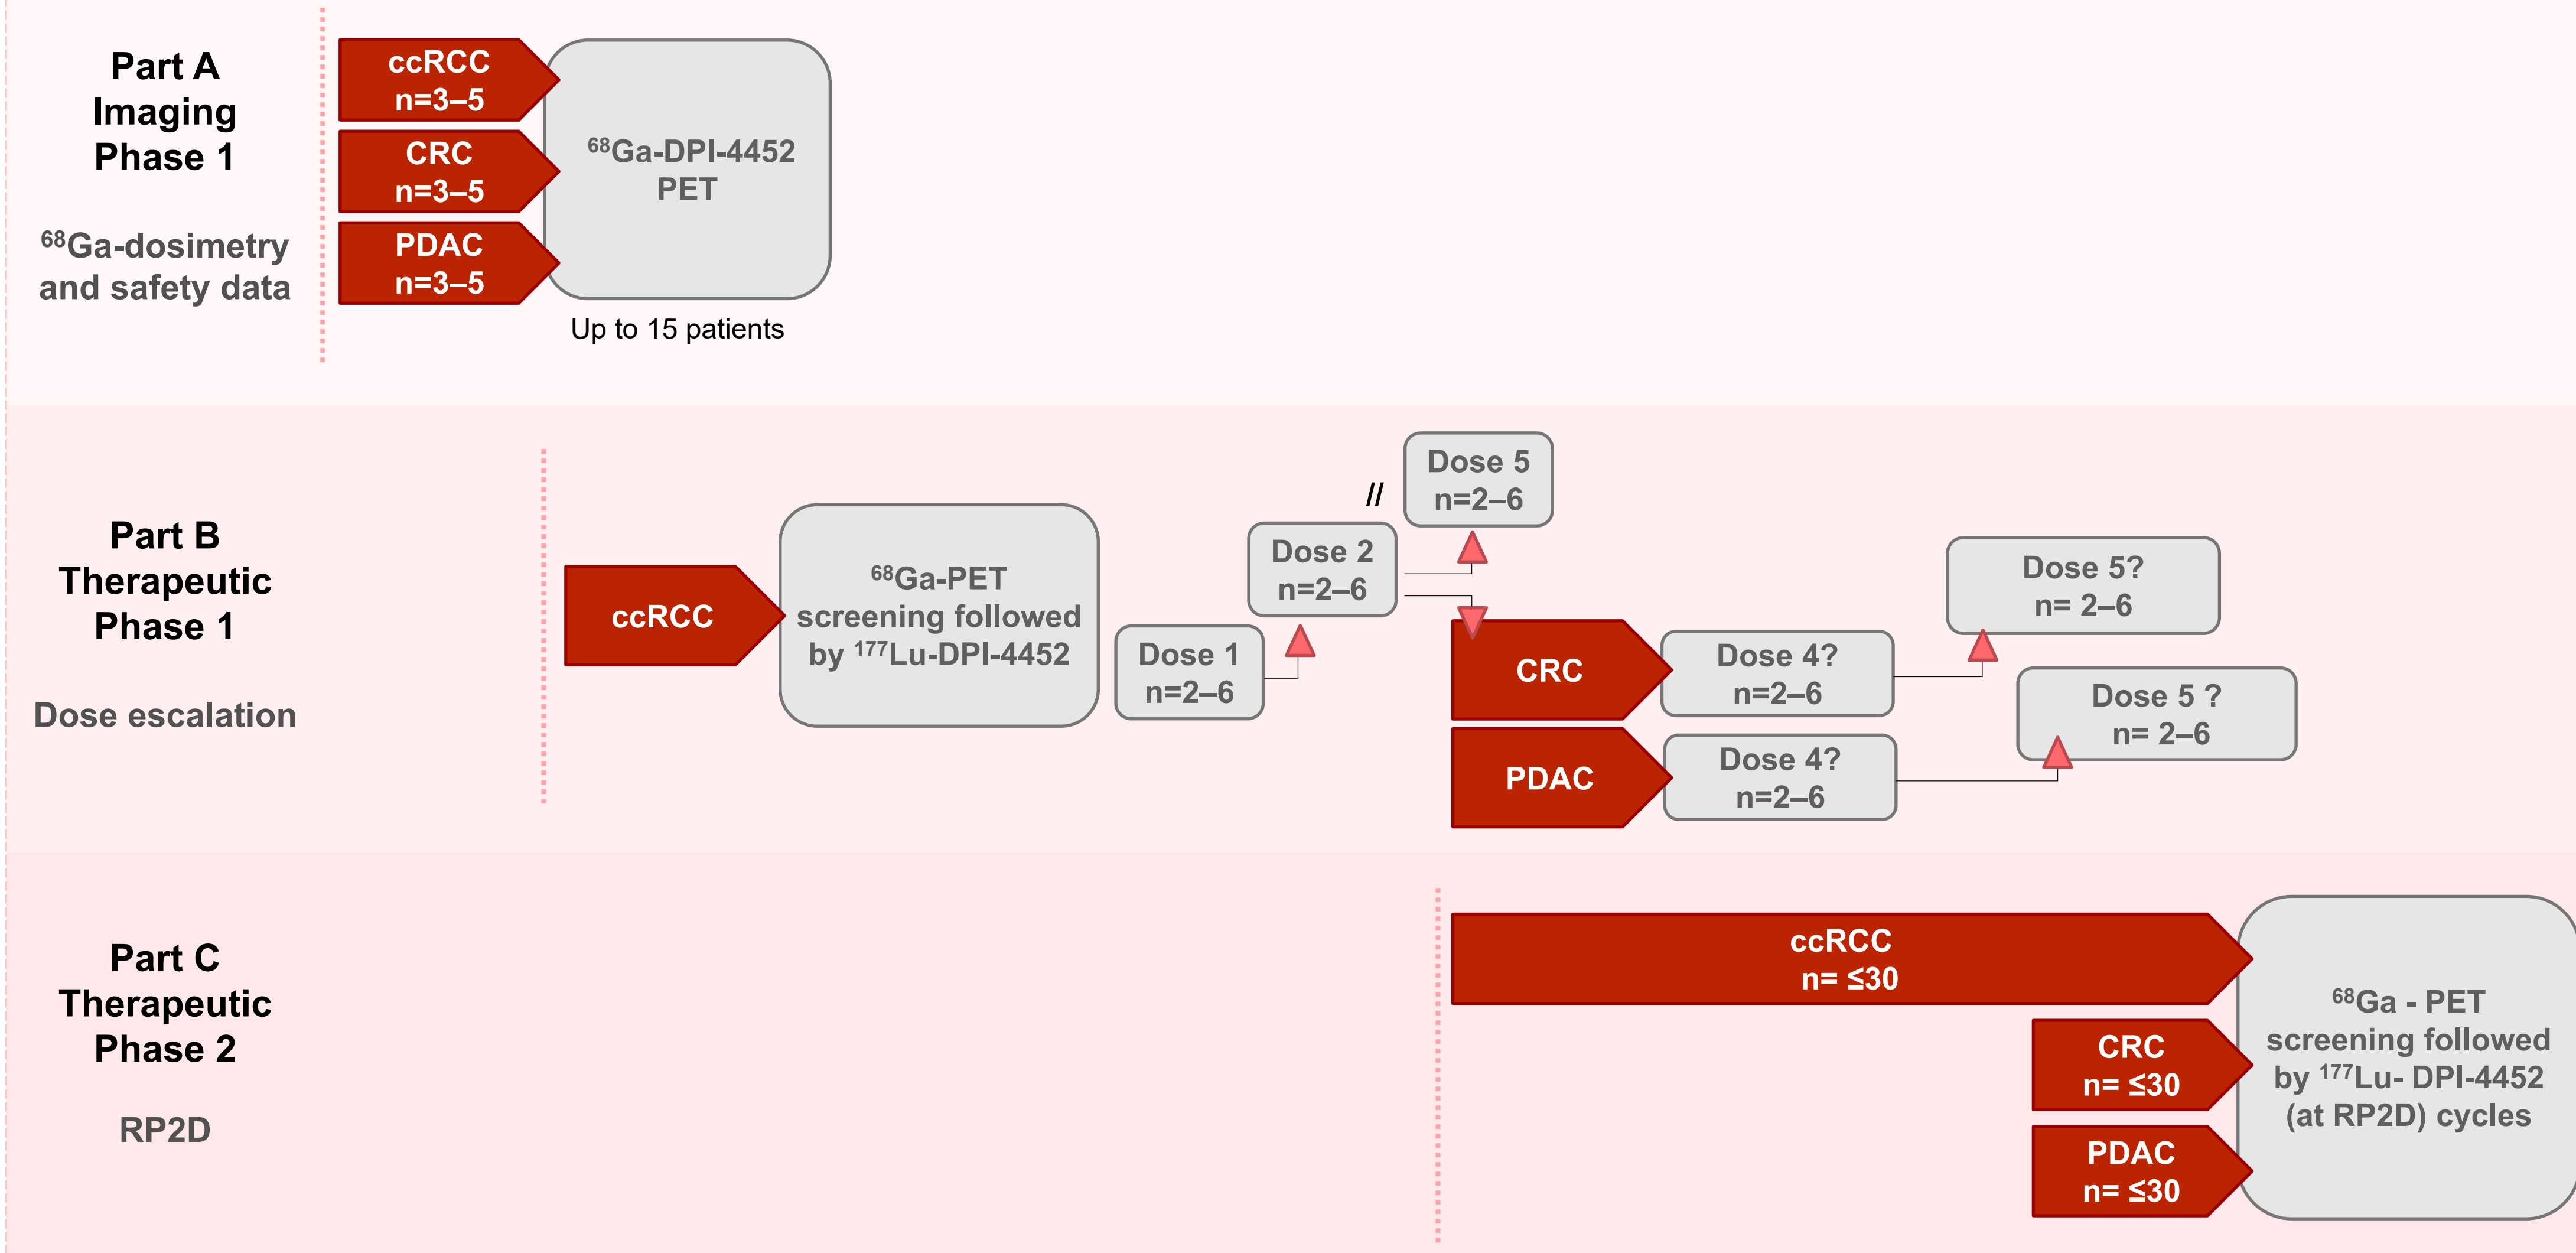 Part A
Imaging
Phase 1
⁶⁸Ga-dosimetry
and safety data
ccRCC
n=3–5
CRC
n=3–5
PDAC
n=3–5
⁶⁸Ga-DPI-4452
PET
Up to 15 patients
Part B
Therapeutic
Phase 1
Dose escalation
ccRCC
⁶⁸Ga-PET
screening followed
by ¹⁷⁷Lu-DPI-4452
Dose 1
n=2–6
Dose 2
n=2–6
//
Dose 5
n=2–6
CRC
Dose 4?
n=2–6
Dose 5?
n= 2–6
PDAC
Dose 4?
n=2–6
Dose 5 ?
n= 2–6
Part C
Therapeutic
Phase 2
RP2D
ccRCC
n= ≤30
CRC
n= ≤30
PDAC
n= ≤30
⁶⁸Ga - PET
screening followed
by ¹⁷⁷Lu- DPI-4452
(at RP2D) cycles